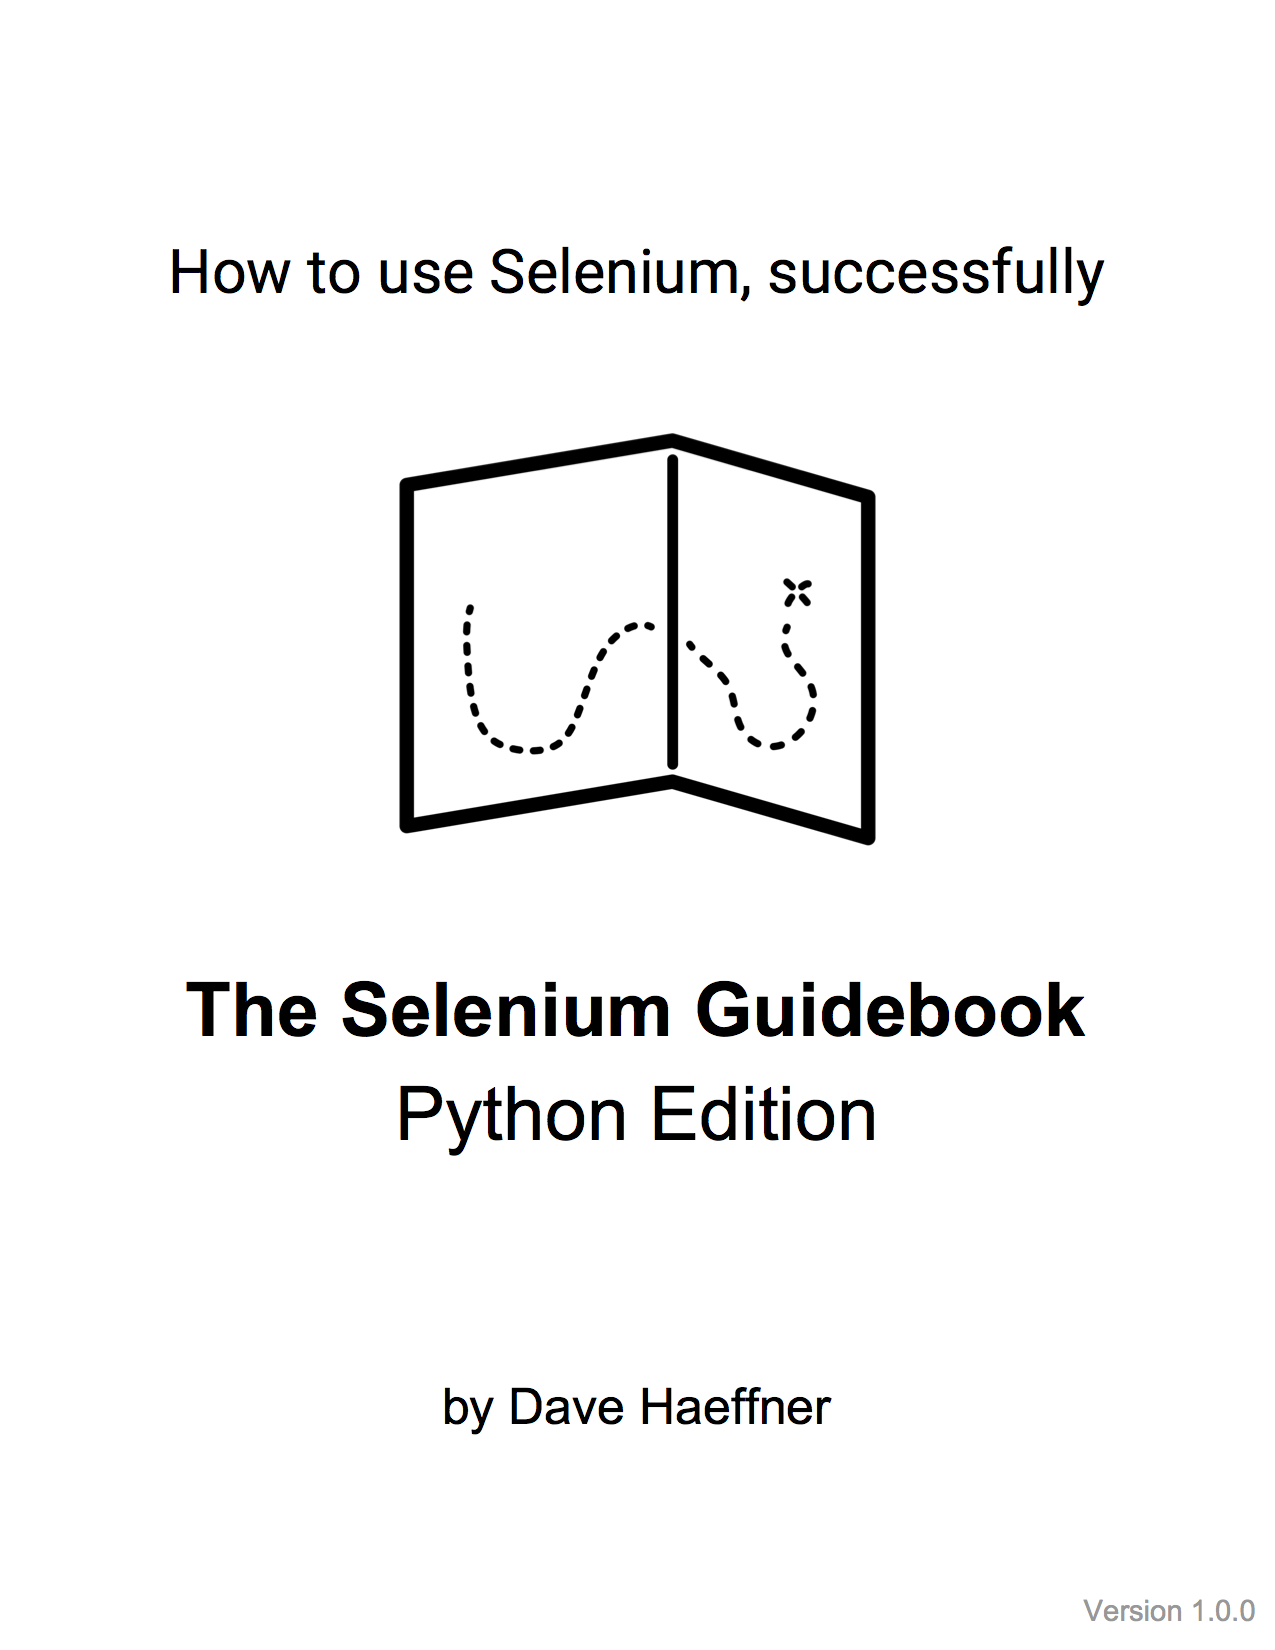 How to use Selenium, successfully
The Selenium Guidebook
Python Edition
by Dave Haeffner
Version 1.0.0